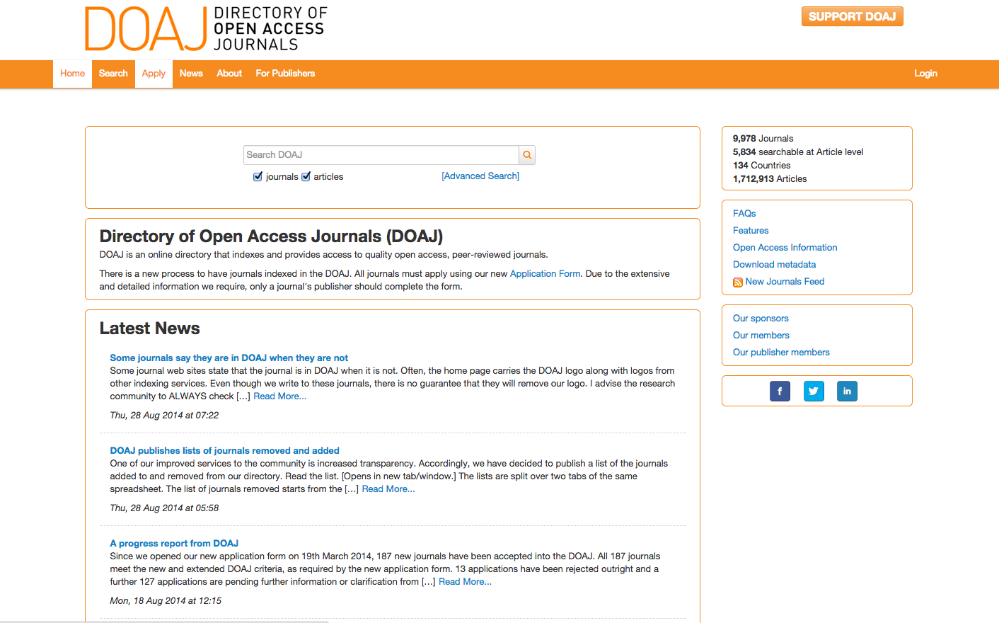 DOAJ
DIRECTORY OF
OPEN ACCESS
JOURNALS
SUPPORT DOAJ
Home Search Apply News About For Publishers Login
Search DOAJ
journals articles [Advanced Search]
Directory of Open Access Journals (DOAJ)
DOAJ is an online directory that indexes and provides access to quality open access, peer-reviewed journals.
There is a new process to have journals indexed in the DOAJ. All journals must apply using our new Application Form. Due to the extensive
and detailed information we require, only a journal's publisher should complete the form.
Latest News
Some journals say they are in DOAJ when they are not
Some journal web sites state that the journal is in DOAJ when it is not. Often, the home page carries the DOAJ logo along with logos from
other indexing services. Even though we write to these journals, there is no guarantee that they will remove our logo. I advise the research
community to ALWAYS check [...] Read More...
Thu, 28 Aug 2014 at 07:22
DOAJ publishes lists of journals removed and added
One of our improved services to the community is increased transparency. Accordingly, we have decided to publish a list of the journals
added to and removed from our directory. Read the list. [Opens in new tab/window.] The lists are split over two tabs of the same
spreadsheet. The list of journals removed starts from the [...] Read More...
Thu, 28 Aug 2014 at 05:58
A progress report from DOAJ
Since we opened our new application form on 19th March 2014, 187 new journals have been accepted into the DOAJ. All 187 journals
meet the new and extended DOAJ criteria, as required by the new application form. 13 applications have been rejected outright and a
further 127 applications are pending further information or clarification from [...] Read More...
Mon, 18 Aug 2014 at 12:15
9,978 Journals
5,834 searchable at Article level
134 Countries
1,712,913 Articles
FAQs
Features
Open Access Information
Download metadata
New Journals Feed
Our sponsors
Our members
Our publisher members
f in